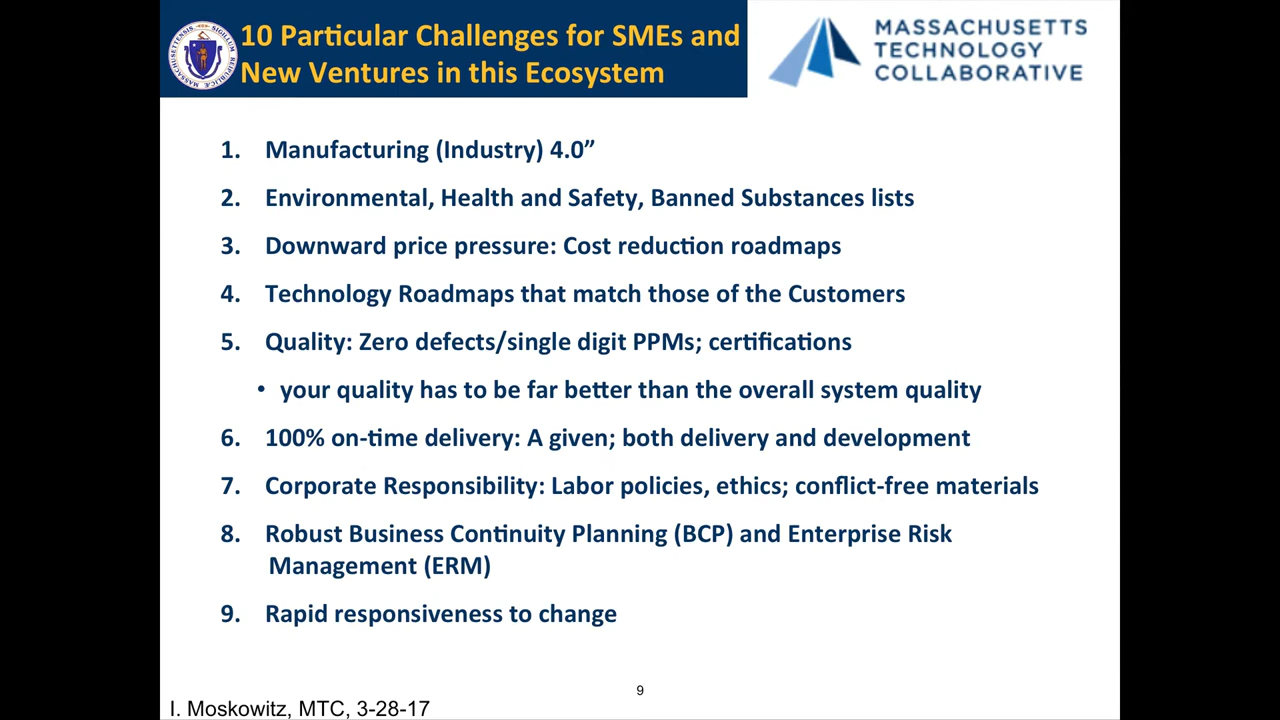 10 Particular Challenges for SMEs and
New Ventures in this Ecosystem
MASSACHUSETTS
TECHNOLOGY
COLLABORATIVE
1. Manufacturing (Industry) 4.0”
2. Environmental, Health and Safety, Banned Substances lists
3. Downward price pressure: Cost reduction roadmaps
4. Technology Roadmaps that match those of the Customers
5. Quality: Zero defects/single digit PPMs; certifications
• your quality has to be far better than the overall system quality
6. 100% on-time delivery: A given; both delivery and development
7. Corporate Responsibility: Labor policies, ethics; conflict-free materials
8. Robust Business Continuity Planning (BCP) and Enterprise Risk
Management (ERM)
9. Rapid responsiveness to change
9
I. Moskowitz, MTC, 3-28-17